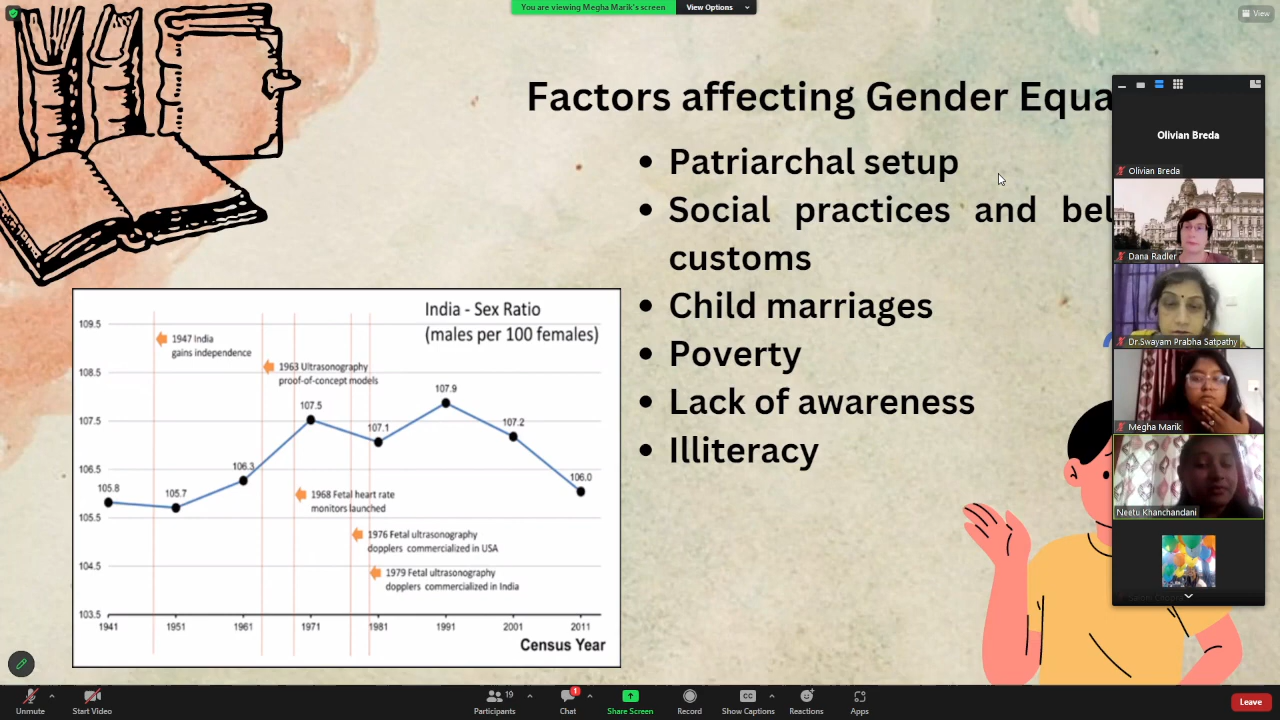 You are viewing Megha Marik's screen
View Options
View
Factors affecting Gender Equa
Patriarchal setup
Social practices and bel
customs
Child marriages
Poverty
Lack of awareness
Illiteracy
India - Sex Ratio
(males per 100 females)
109.5
108.5
107.5
106.5
105.5
104.5
103.5
1947 India
gains independence
1963 Ultrasonography
proof-of-concept models
105.8
105.7
106.3
107.5
107.1
107.9
107.2
106.0
1968 Fetal heart rate
monitors launched
1976 Fetal ultrasonography
dopplers commercialized in USA
1979 Fetal ultrasonography
dopplers commercialized in India
1941 1951 1961 1971 1981 1991 2001 2011
Census Year
Olivian Breda
Olivian Breda
Dana Radler
Dr.Swayam Prabha Satpathy
Megha Marik
Neetu Khanchandani
Unmute
Start Video
Participants
19
Chat
1
Share Screen
Record
CC
Show Captions
Reactions
Apps
Leave